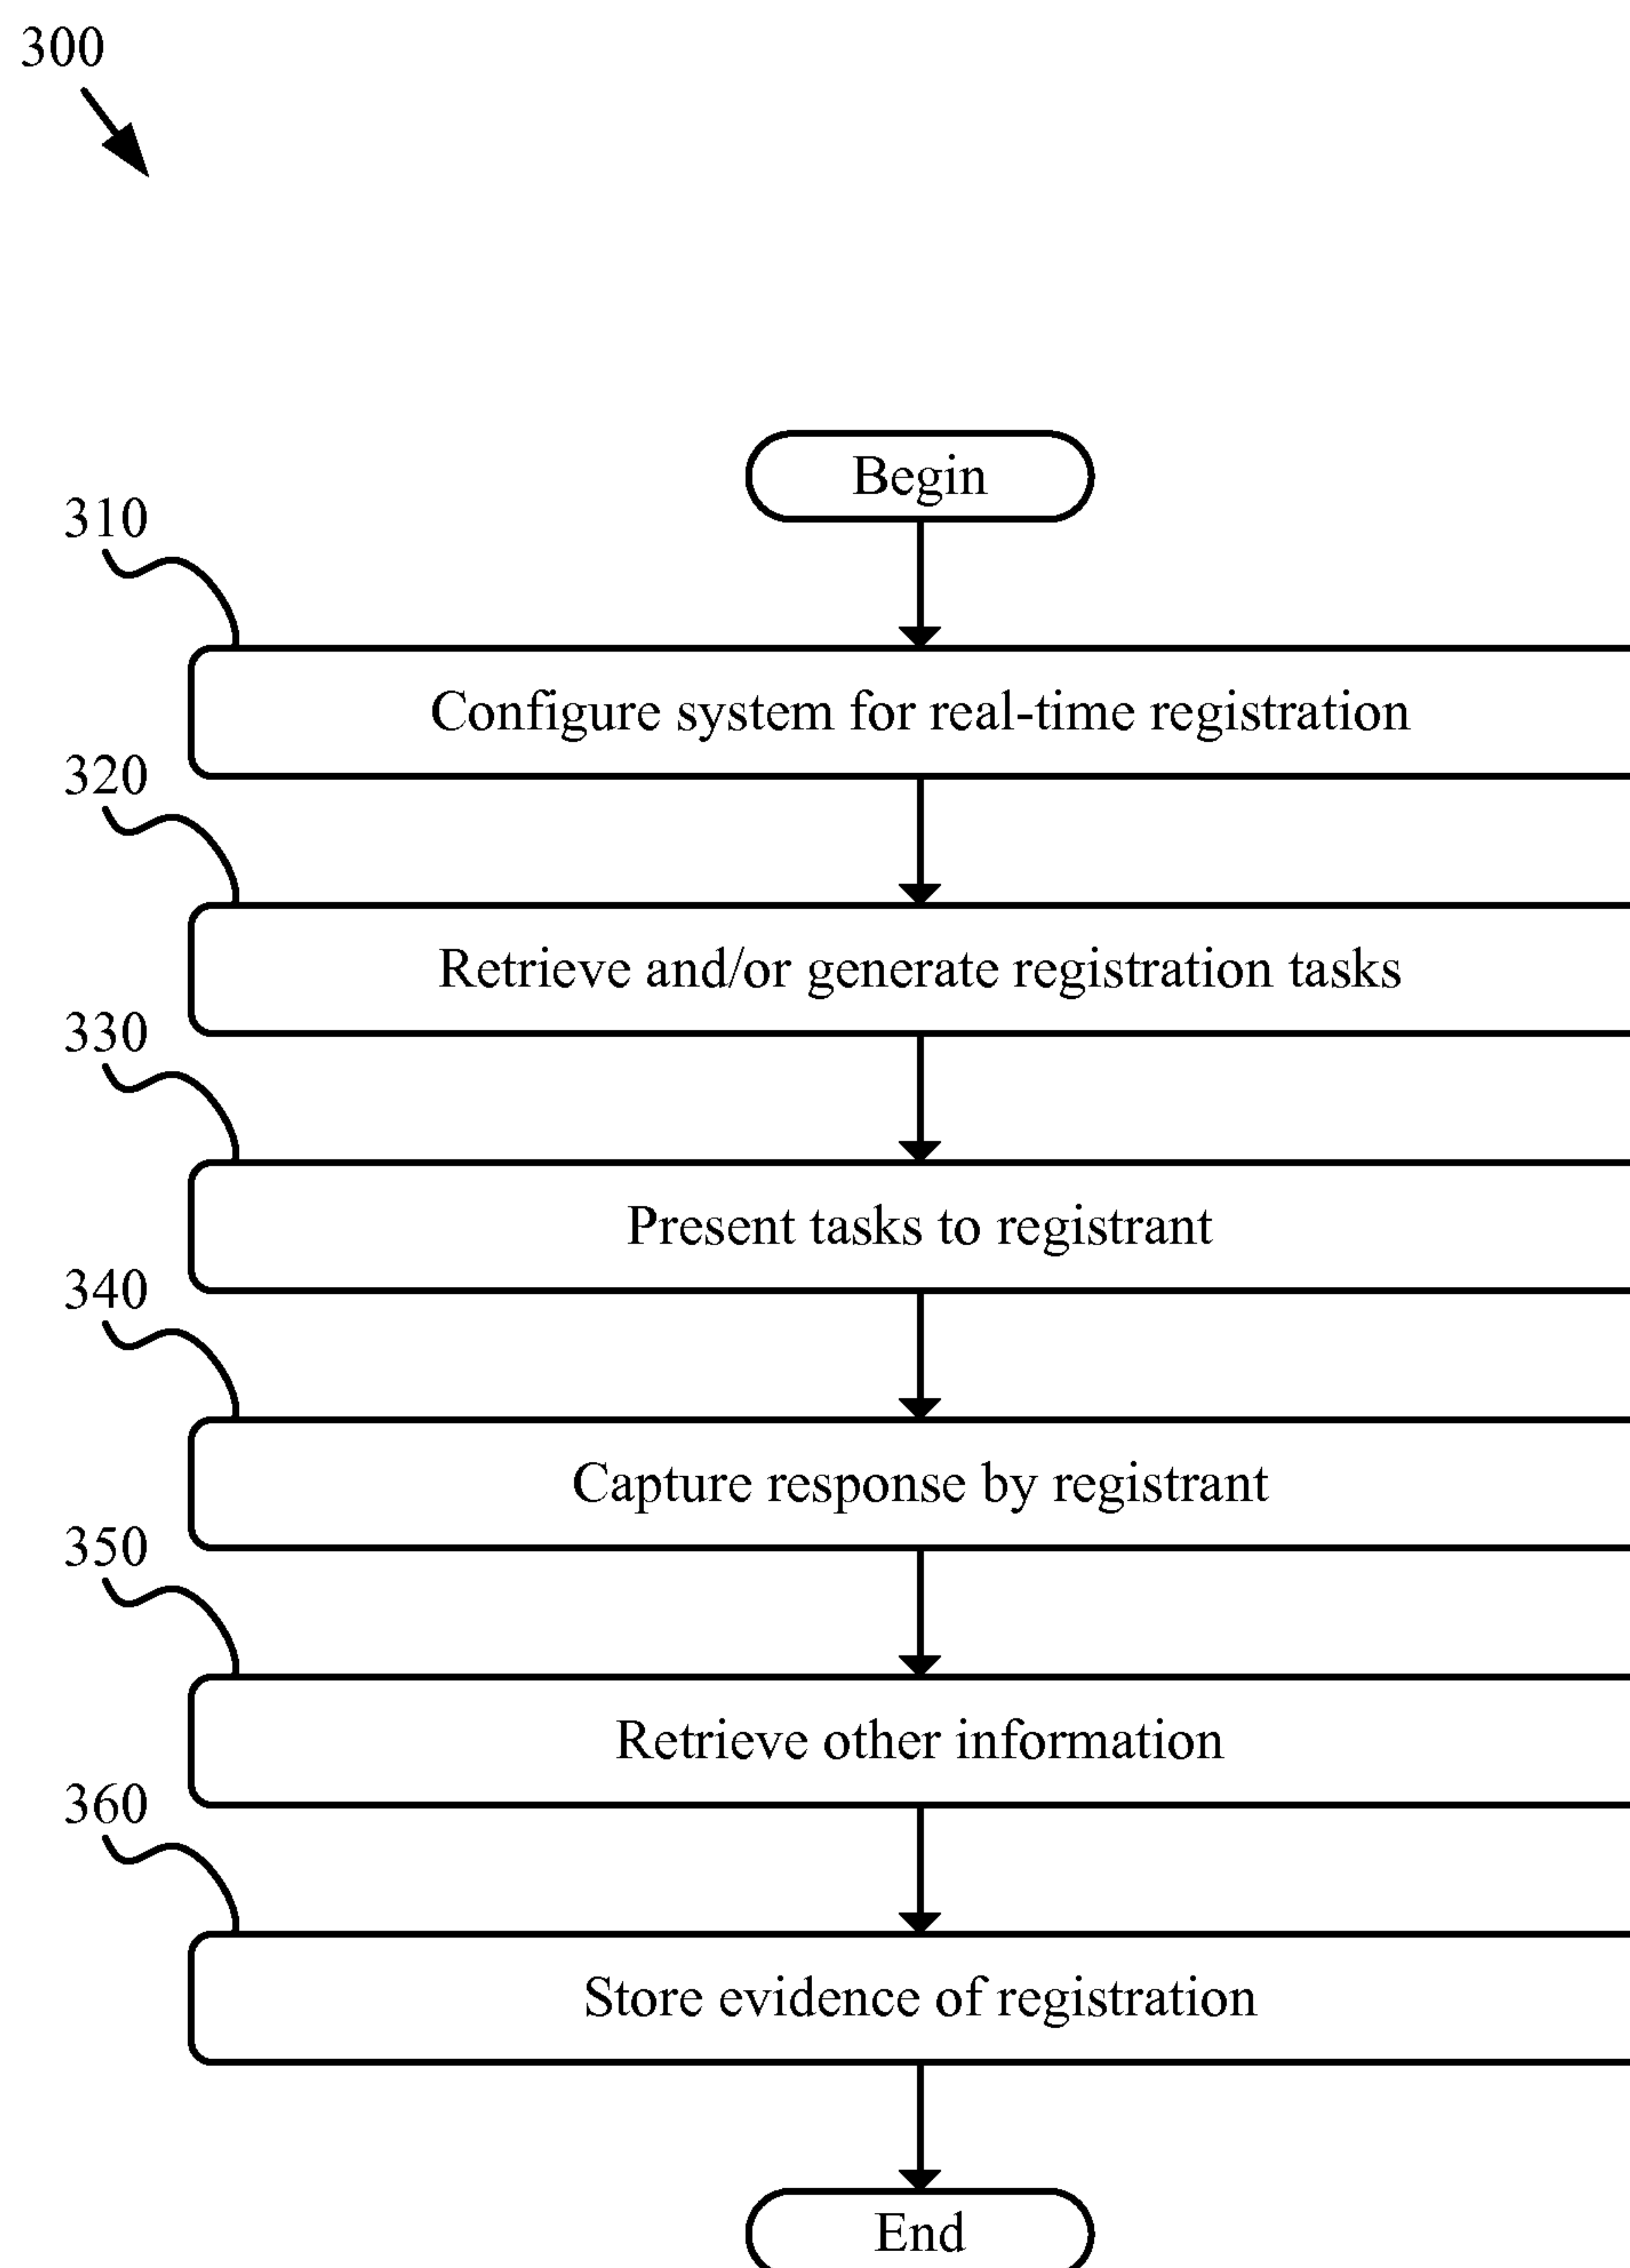 300
Begin
310
Configure system for real-time registration
320
Retrieve and/or generate registration tasks
330
Present tasks to registrant
340
Capture response by registrant
350
Retrieve other information
360
Store evidence of registration
End